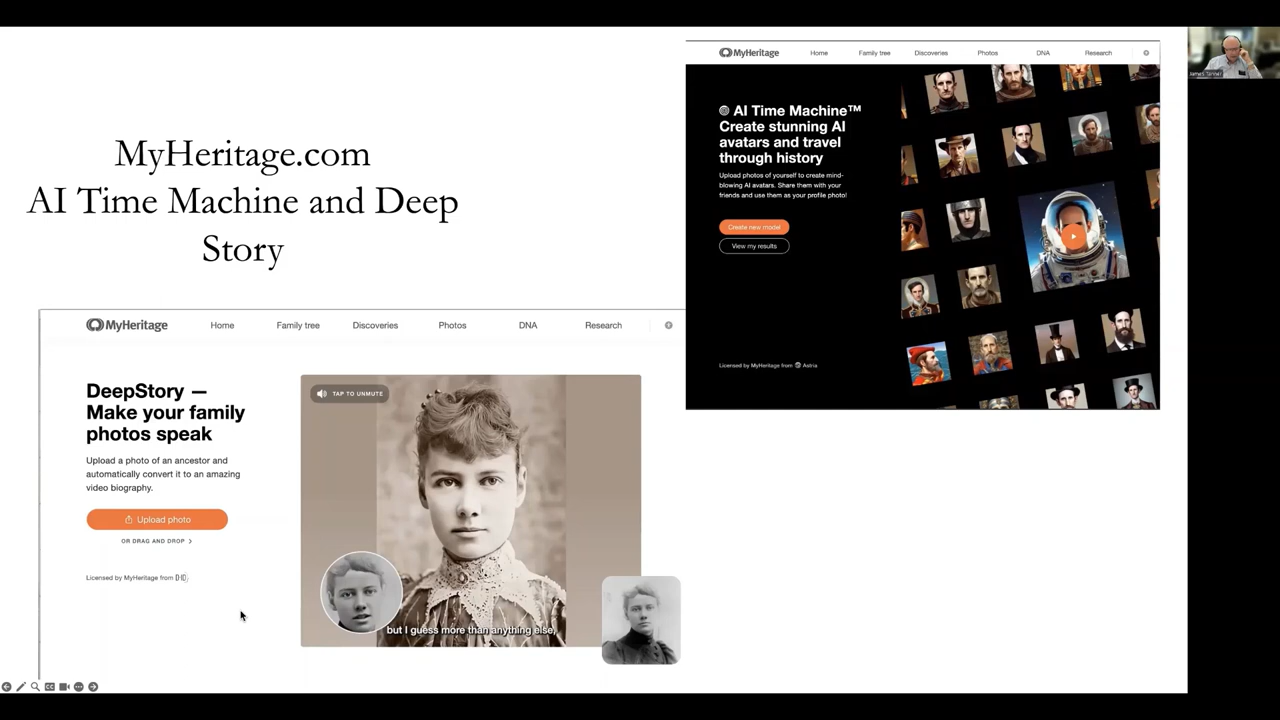 MyHeritage.com
AI Time Machine and Deep
Story
MyHeritage
Home
Family tree
Discoveries
Photos
DNA
Research
AI Time Machine™
Create stunning AI
avatars and travel
through history
Upload photos of yourself to create mind-
blowing AI avatars. Share them with your
friends and use them as your profile photo!
Create new model
View my results
Licensed by MyHeritage from Astria
James Tanner
MyHeritage
Home
Family tree
Discoveries
Photos
DNA
Research
DeepStory —
Make your family
photos speak
Upload a photo of an ancestor and
automatically convert it to an amazing
video biography.
Upload photo
OR DRAG AND DROP >
Licensed by MyHeritage from
TAP TO UNMUTE
but I guess more than anything else,